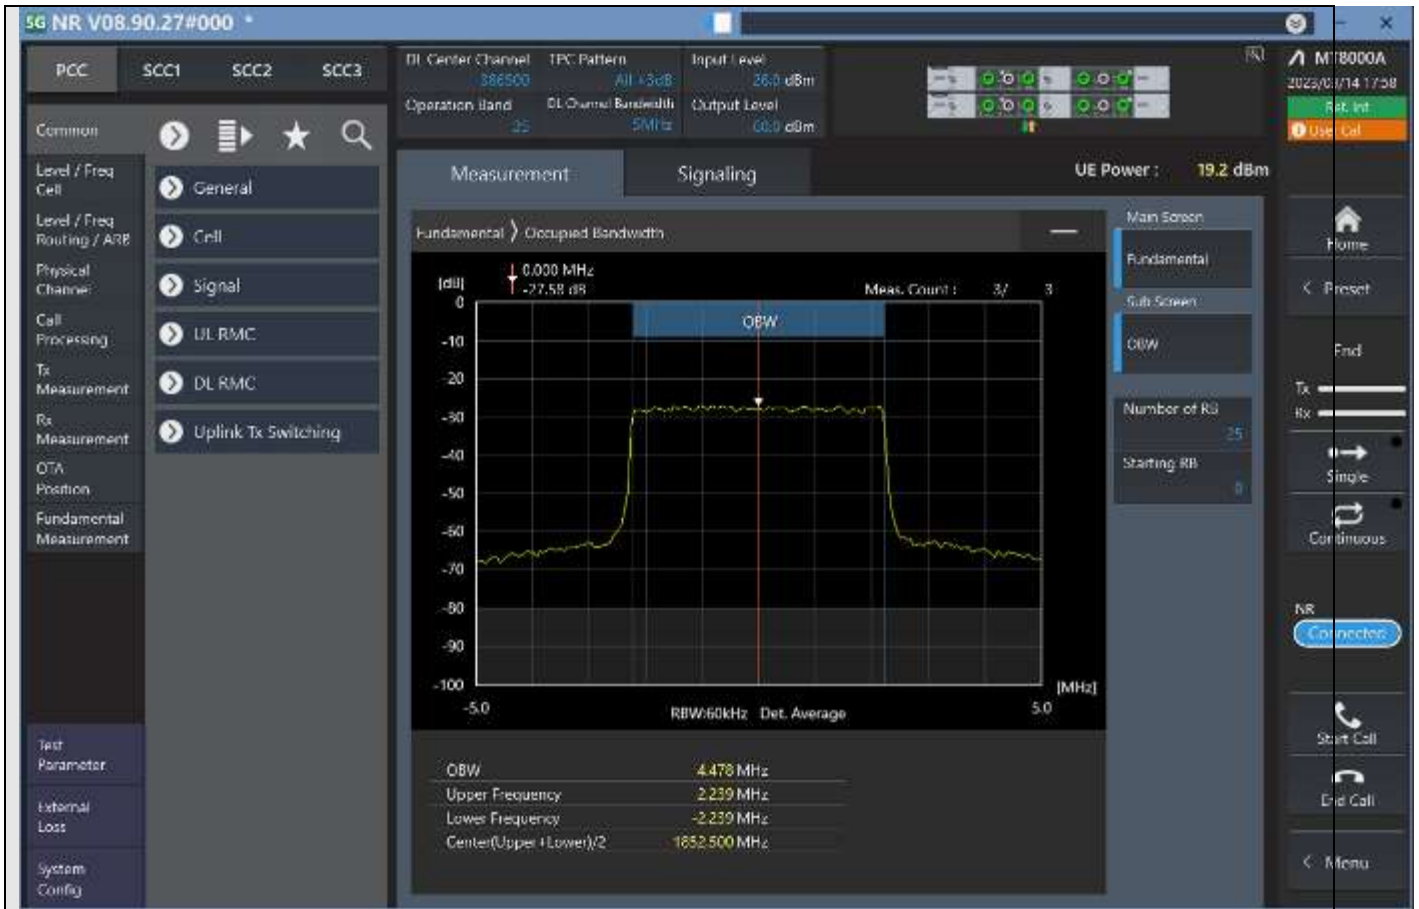 5G NR V08.90.27#000 *
PCC SCC1 SCC2 SCC3
DL Center Channel TPC Pattern Input Level
386500 All +3dB 26.0 dBm
Operation Band DL Channel Bandwidth Output Level
25 5MHz -60.0 dBm
MT8000A
2023/03/14 17:58
Ref. Int
User Cal
Common
Level / Freq
Cell
Level / Freq
Routing / ARB
Physical
Channel
Call
Processing
Tx
Measurement
Rx
Measurement
OTA
Position
Fundamental
Measurement
Test
Parameter
External
Loss
System
Config
General
Cell
Signal
UL RMC
DL RMC
Uplink Tx Switching
Measurement Signaling
UE Power : 19.2 dBm
Fundamental > Occupied Bandwidth
0.000 MHz
-27.58 dB
[dB]
Meas. Count : 3/ 3
OBW
0
-10
-20
-30
-40
-50
-60
-70
-80
-90
-100
-5.0
RBW:60kHz Det. Average
5.0
[MHz]
OBW 4.478 MHz
Upper Frequency 2.239 MHz
Lower Frequency -2.239 MHz
Center(Upper+Lower)/2 1852.500 MHz
Main Screen
Fundamental
Sub Screen
OBW
Number of RB
25
Starting RB
0
Home
< Preset
End
Tx
Rx
Single
Continuous
NR
Connected
Start Call
End Call
< Menu